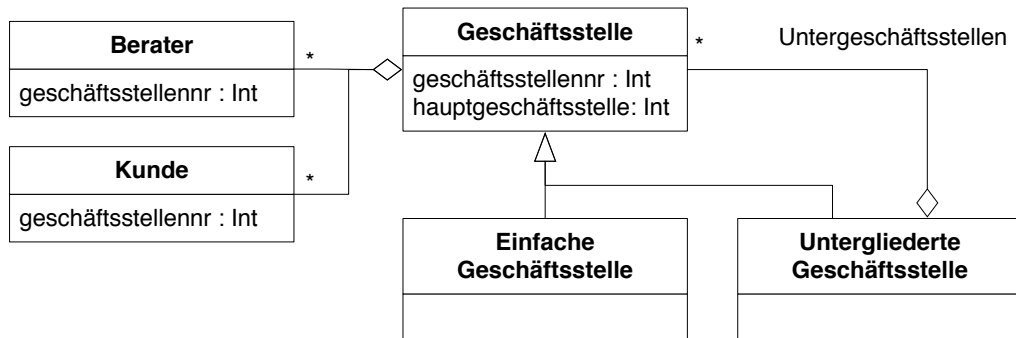 Berater
geschäftsstellennr : Int
*
Kunde
geschäftsstellennr : Int
*
Geschäftsstelle
geschäftsstellennr : Int
hauptgeschäftsstelle: Int
*
Untergeschäftsstellen
Einfache
Geschäftsstelle
Untergliederte
Geschäftsstelle